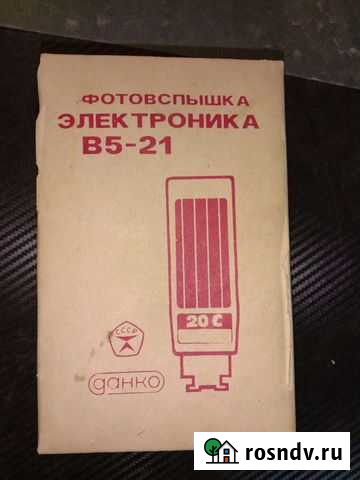 ФОТОВСПЫШКА
ЭЛЕКТРОНИКА
В5-21
20 С
СССР
данко
rosndv.ru